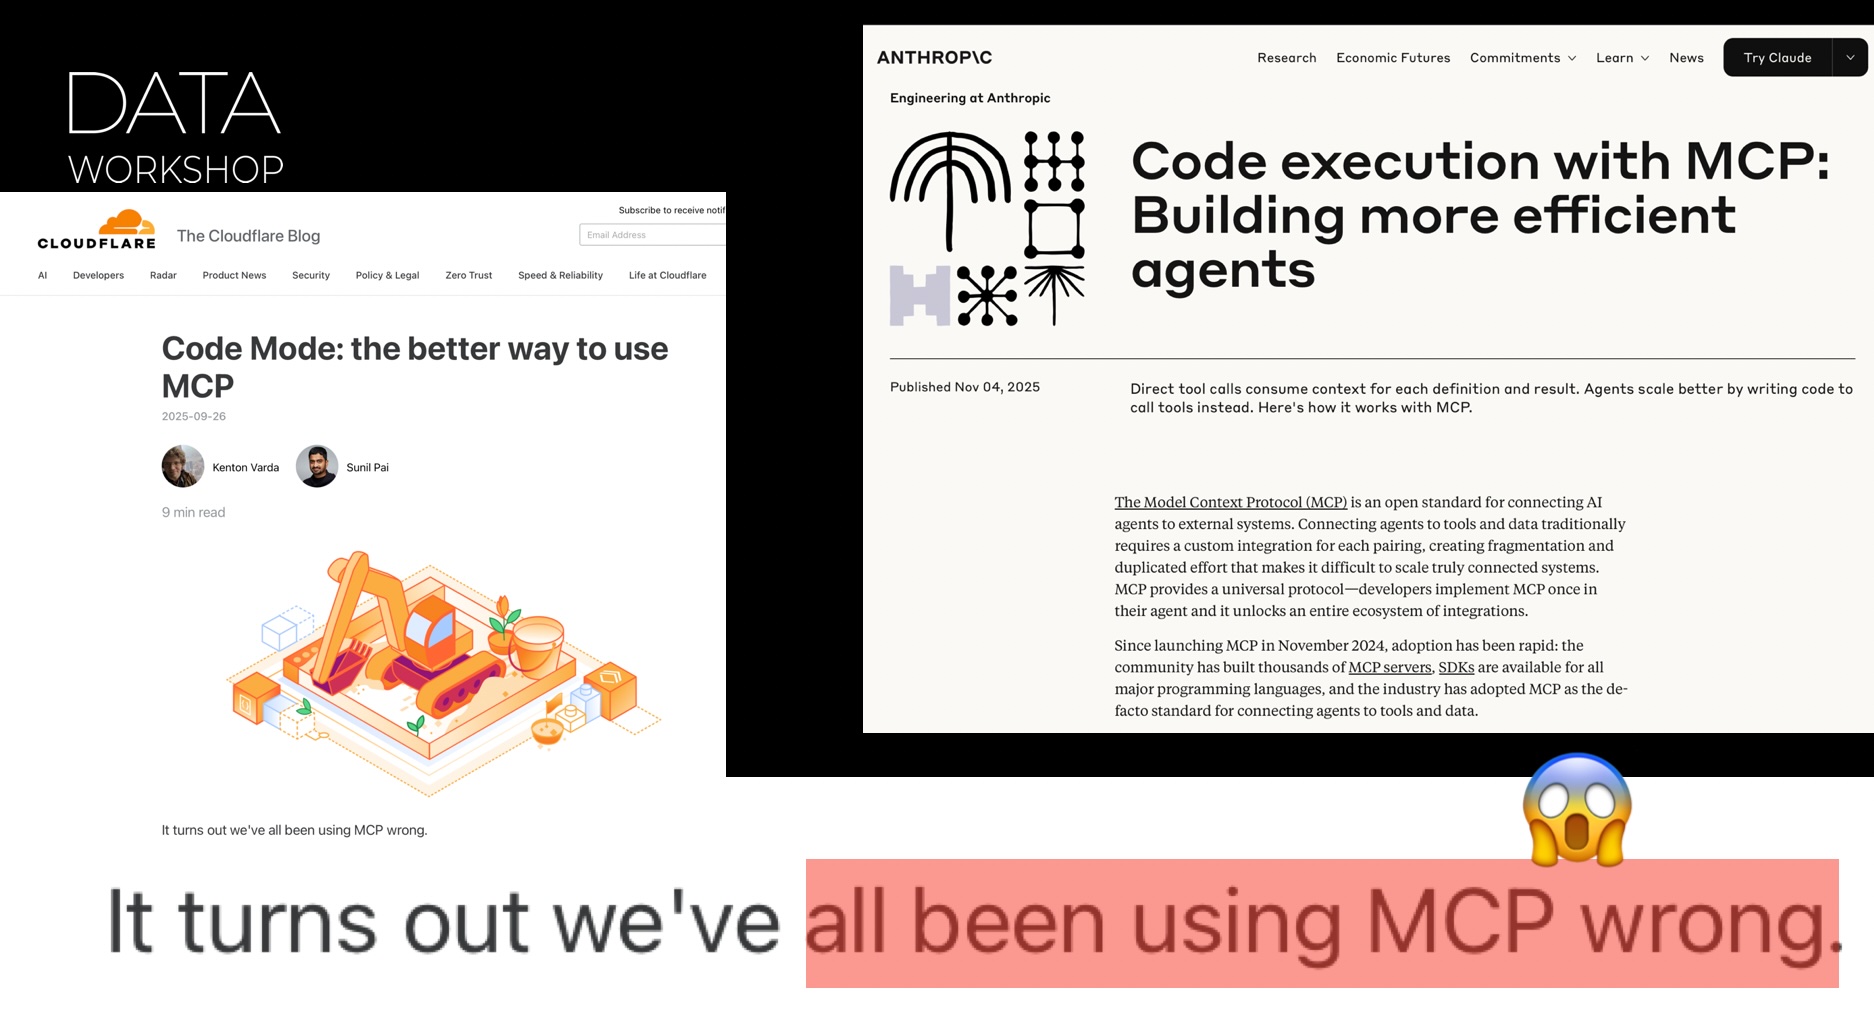 DATA
WORKSHOP
CLOUDFLARE
The Cloudflare Blog
Subscribe to receive notif
Email Address
AI Developers Radar Product News Security Policy & Legal Zero Trust Speed & Reliability Life at Cloudflare
Code Mode: the better way to use
MCP
2025-09-26
Kenton Varda Sunil Pai
9 min read
It turns out we've all been using MCP wrong.
ANTHROP\C
Research Economic Futures Commitments Learn News Try Claude
Engineering at Anthropic
Code execution with MCP:
Building more efficient
agents
Published Nov 04, 2025
Direct tool calls consume context for each definition and result. Agents scale better by writing code to
call tools instead. Here's how it works with MCP.
The Model Context Protocol (MCP) is an open standard for connecting AI
agents to external systems. Connecting agents to tools and data traditionally
requires a custom integration for each pairing, creating fragmentation and
duplicated effort that makes it difficult to scale truly connected systems.
MCP provides a universal protocol—developers implement MCP once in
their agent and it unlocks an entire ecosystem of integrations.
Since launching MCP in November 2024, adoption has been rapid: the
community has built thousands of MCP servers, SDKs are available for all
major programming languages, and the industry has adopted MCP as the de-
facto standard for connecting agents to tools and data.
It turns out we've all been using MCP wrong.